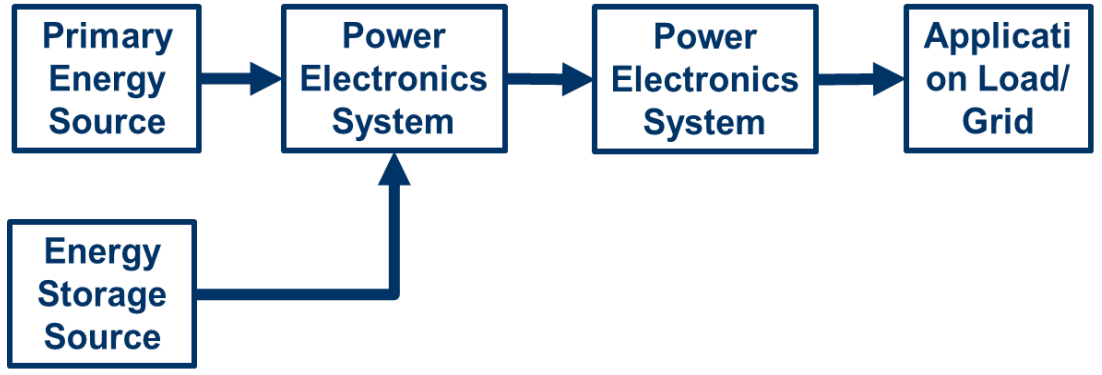 Primary
Energy
Source
Power
Electronics
System
Power
Electronics
System
Applicati
on Load/
Grid
Energy
Storage
Source